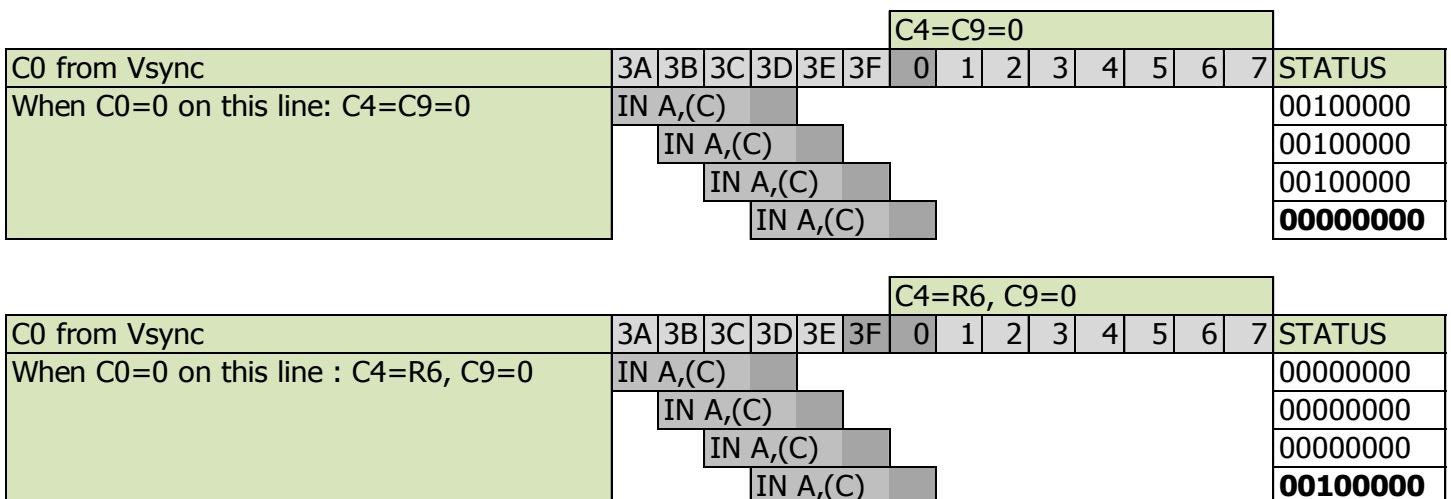 C4=C9=0
C0 from Vsync 3A 3B 3C 3D 3E 3F 0 1 2 3 4 5 6 7 STATUS
When C0=0 on this line: C4=C9=0 IN A,(C) 00100000
IN A,(C) 00100000
IN A,(C) 00100000
IN A,(C) 00000000
C4=R6, C9=0
C0 from Vsync 3A 3B 3C 3D 3E 3F 0 1 2 3 4 5 6 7 STATUS
When C0=0 on this line : C4=R6, C9=0 IN A,(C) 00000000
IN A,(C) 00000000
IN A,(C) 00000000
IN A,(C) 00100000